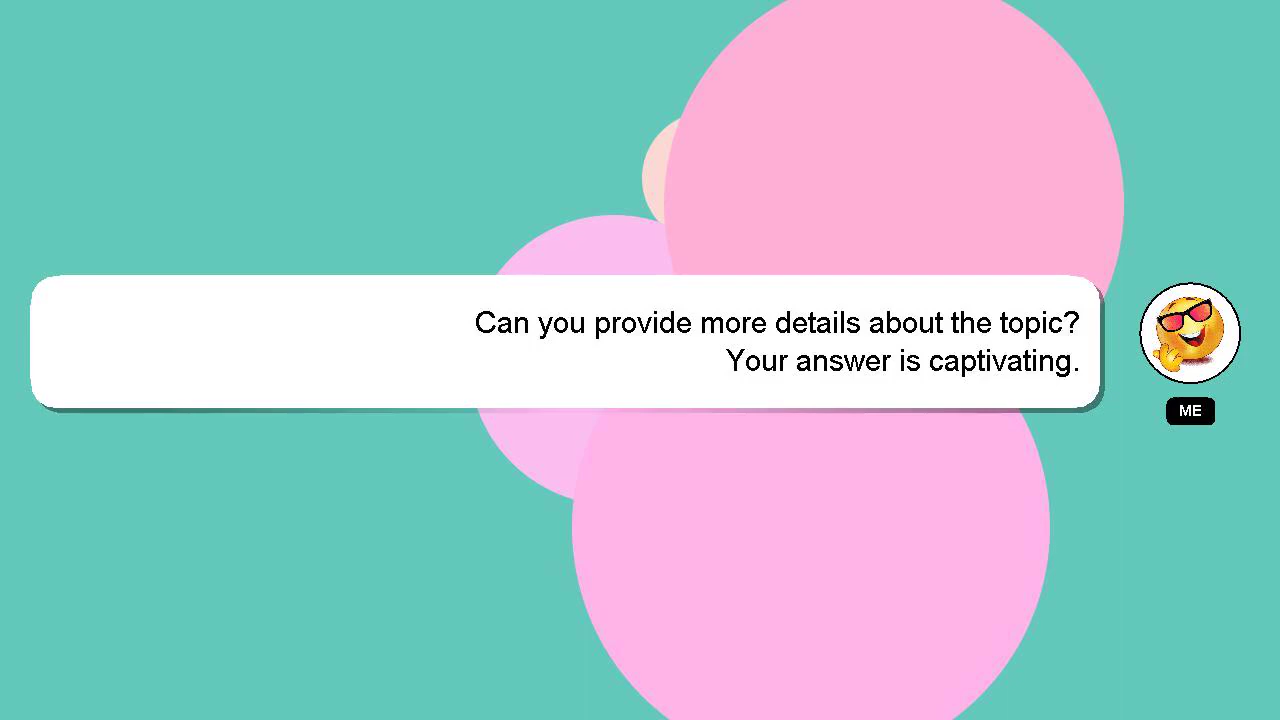 Can you provide more details about the topic?
Your answer is captivating.
ME